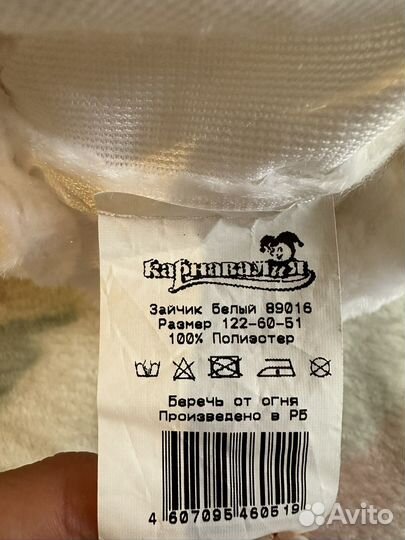 Карнавалия
Зайчик белый 89016
Размер 122-60-51
100% Полиэстер
Беречь от огня
Произведено в РБ
4 607095 460519
Avito